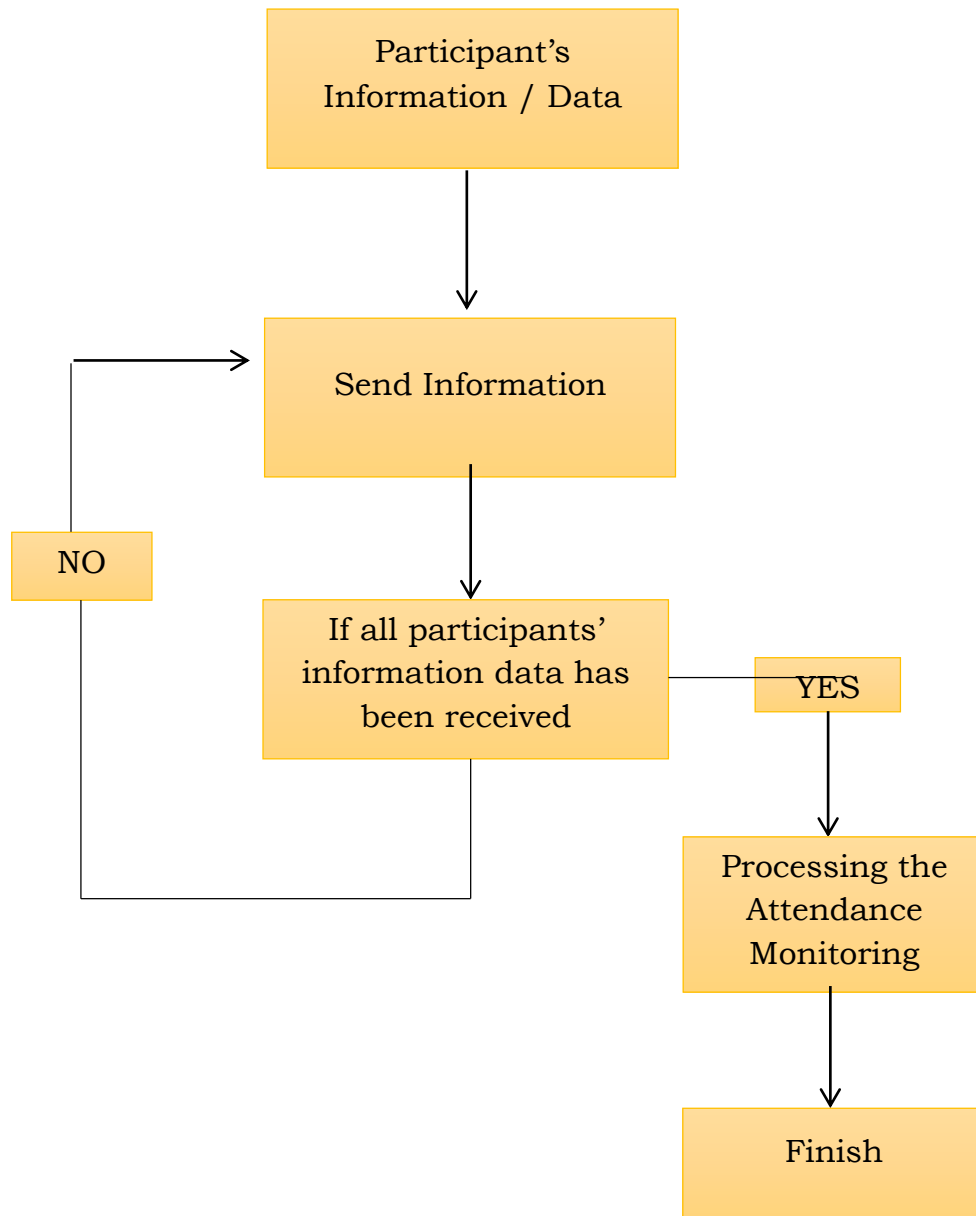 Participant’s
Information / Data
Send Information
NO
If all participants’
information data has
been received
YES
Processing the
Attendance
Monitoring
Finish